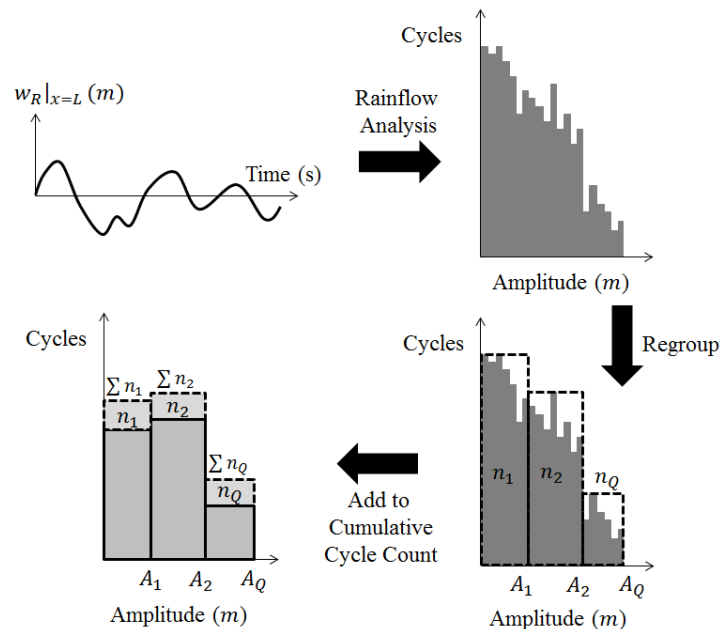 w_R|_{x=L} (m)
Time (s)
Rainflow
Analysis
Cycles
Amplitude (m)
Regroup
Cycles
n_1
n_2
n_Q
A_1
A_2
A_Q
Amplitude (m)
Add to
Cumulative
Cycle Count
Cycles
∑ n_1
∑ n_2
n_1
n_2
∑ n_Q
n_Q
A_1
A_2
A_Q
Amplitude (m)